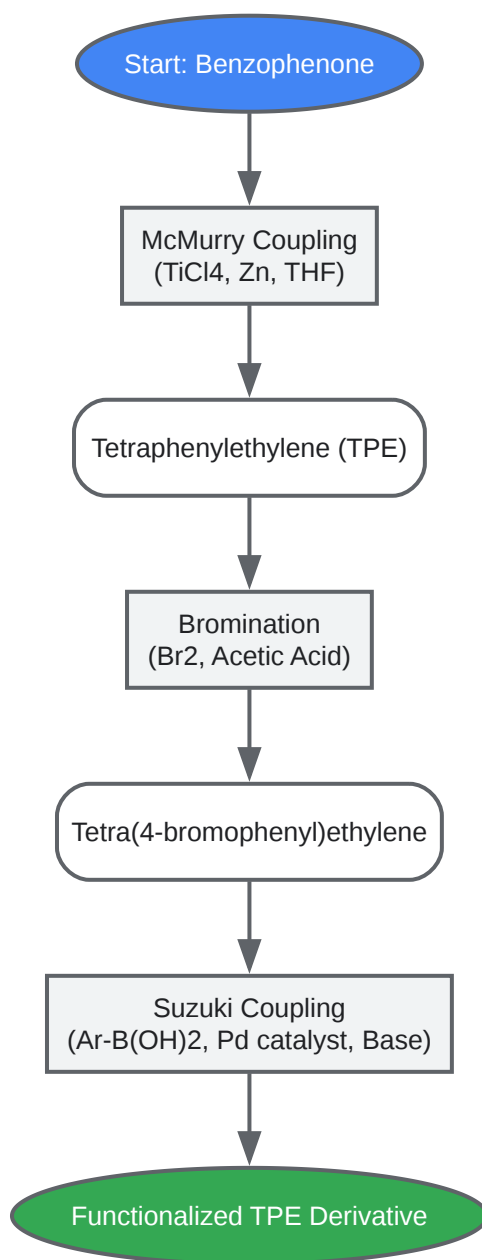 Start: Benzophenone
McMurry Coupling
(TiCl4, Zn, THF)
Tetraphenylethylene (TPE)
Bromination
(Br2, Acetic Acid)
Tetra(4-bromophenyl)ethylene
Suzuki Coupling
(Ar-B(OH)2, Pd catalyst, Base)
Functionalized TPE Derivative